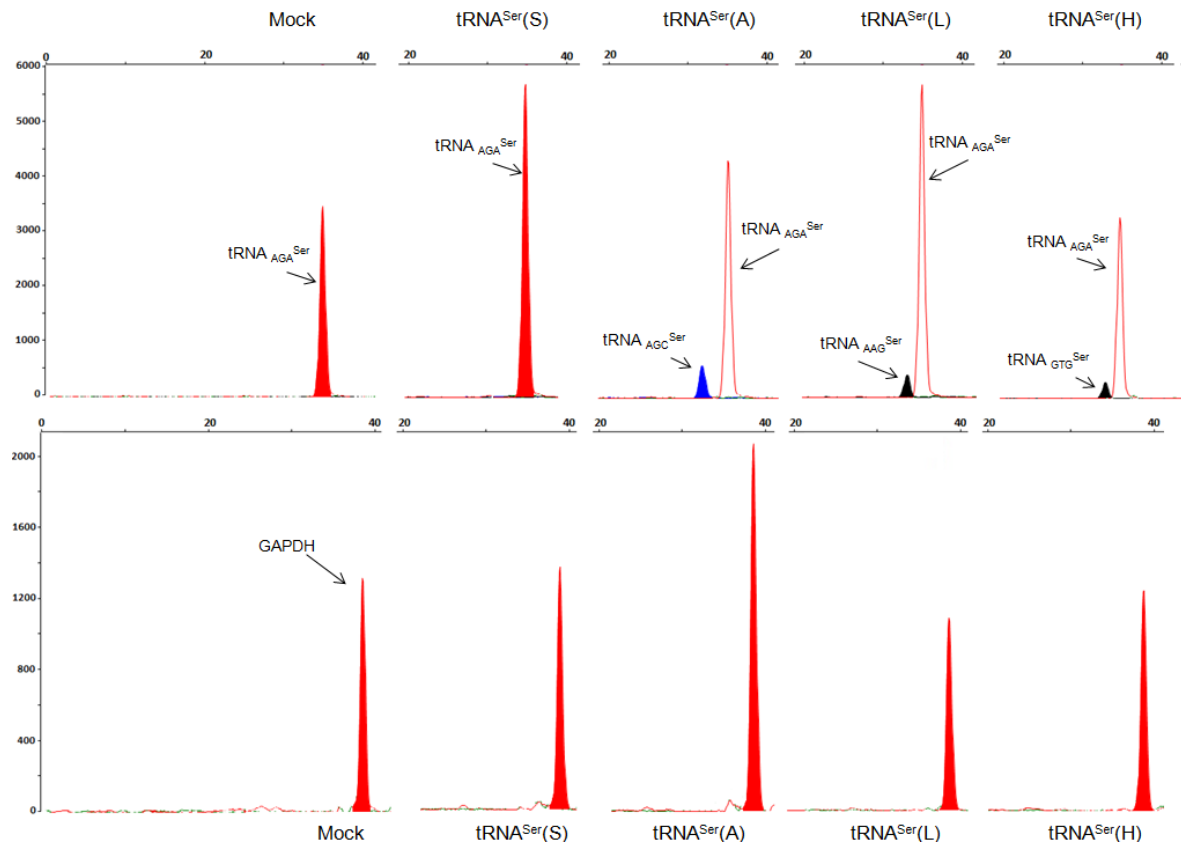 Mock tRNASer(S) tRNASer(A) tRNASer(L) tRNASer(H)
0 20 40 20 40 20 40 20 40 20 40
6000
5000
4000
3000
2000
1000
0
tRNA AGASer
tRNA AGASer
tRNA AGASer
tRNA AGCSer
tRNA AGASer
tRNA AAGSer
tRNA AGASer
tRNA GTGSer
0 20 40 20 40 20 40 20 40 20 40
2000
1600
1200
800
400
0
GAPDH
Mock tRNASer(S) tRNASer(A) tRNASer(L) tRNASer(H)